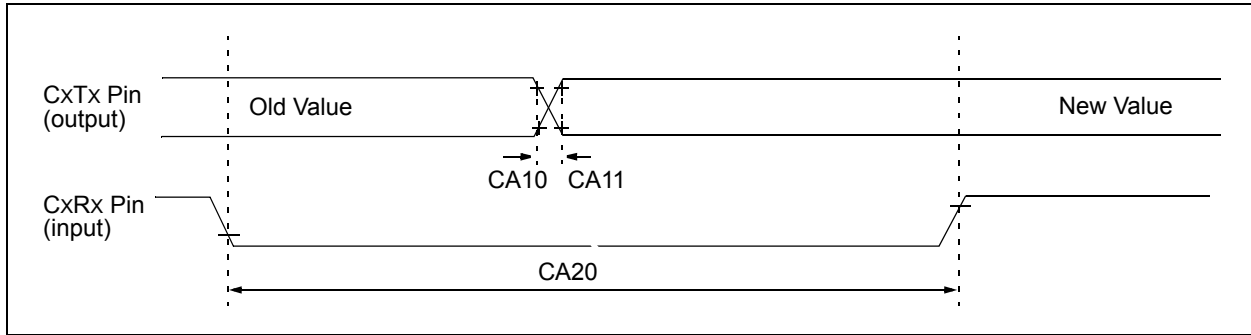 CxTx Pin
(output)
Old Value
New Value
CA10 CA11
CxRx Pin
(input)
CA20